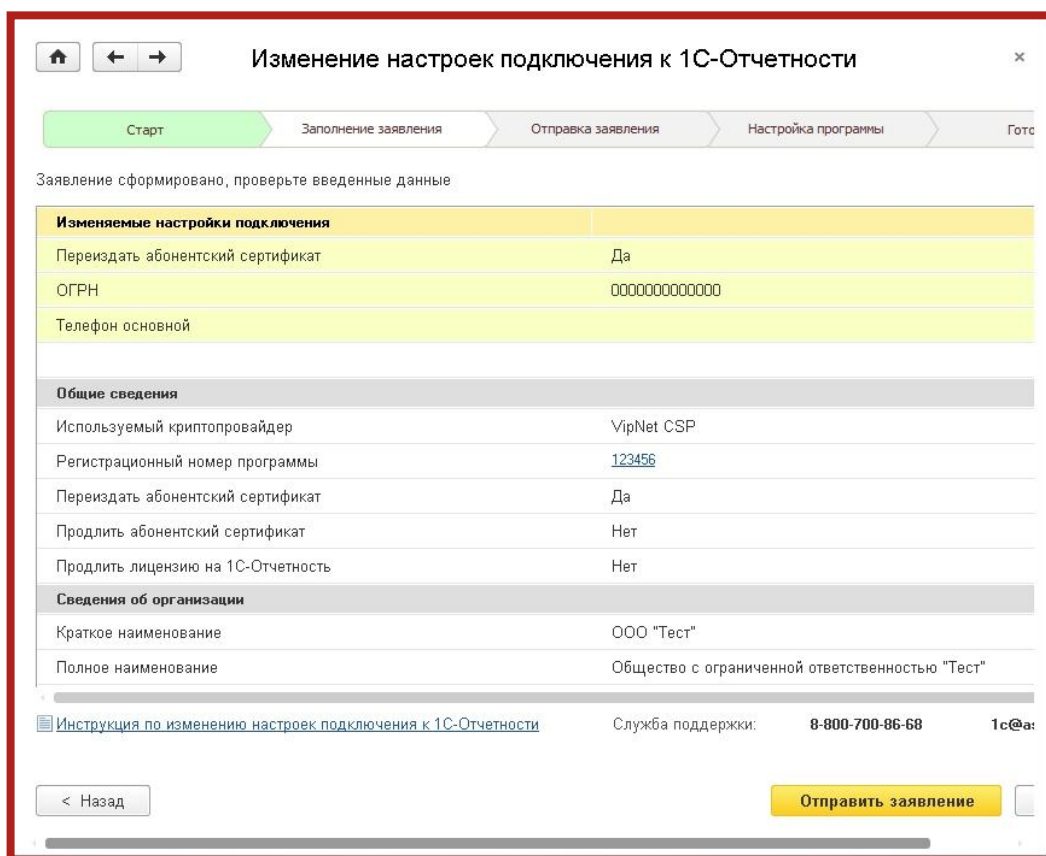 Изменение настроек подключения к 1С-Отчетности
Старт Заполнение заявления Отправка заявления Настройка программы Гото
Заявление сформировано, проверьте введенные данные
Изменяемые настройки подключения
Переиздать абонентский сертификат Да
ОГРН 0000000000000
Телефон основной
Общие сведения
Используемый криптопровайдер VipNet CSP
Регистрационный номер программы 123456
Переиздать абонентский сертификат Да
Продлить абонентский сертификат Нет
Продлить лицензию на 1С-Отчетность Нет
Сведения об организации
Краткое наименование ООО "Тест"
Полное наименование Общество с ограниченной ответственностью "Тест"
Инструкция по изменению настроек подключения к 1С-Отчетности Служба поддержки: 8-800-700-86-68 1c@as
< Назад Отправить заявление